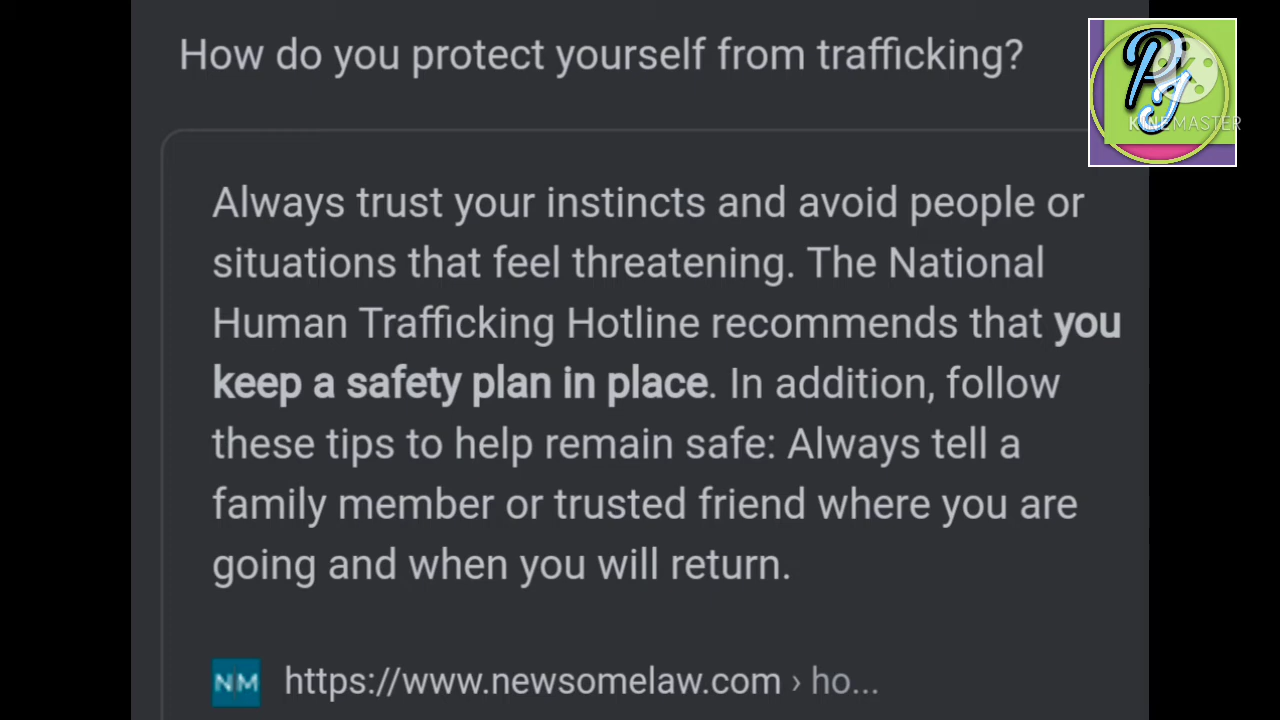 How do you protect yourself from trafficking?
PJ
KINEMASTER
Always trust your instincts and avoid people or
situations that feel threatening. The National
Human Trafficking Hotline recommends that you
keep a safety plan in place. In addition, follow
these tips to help remain safe: Always tell a
family member or trusted friend where you are
going and when you will return.
NM
https://www.newsomelaw.com › ho...